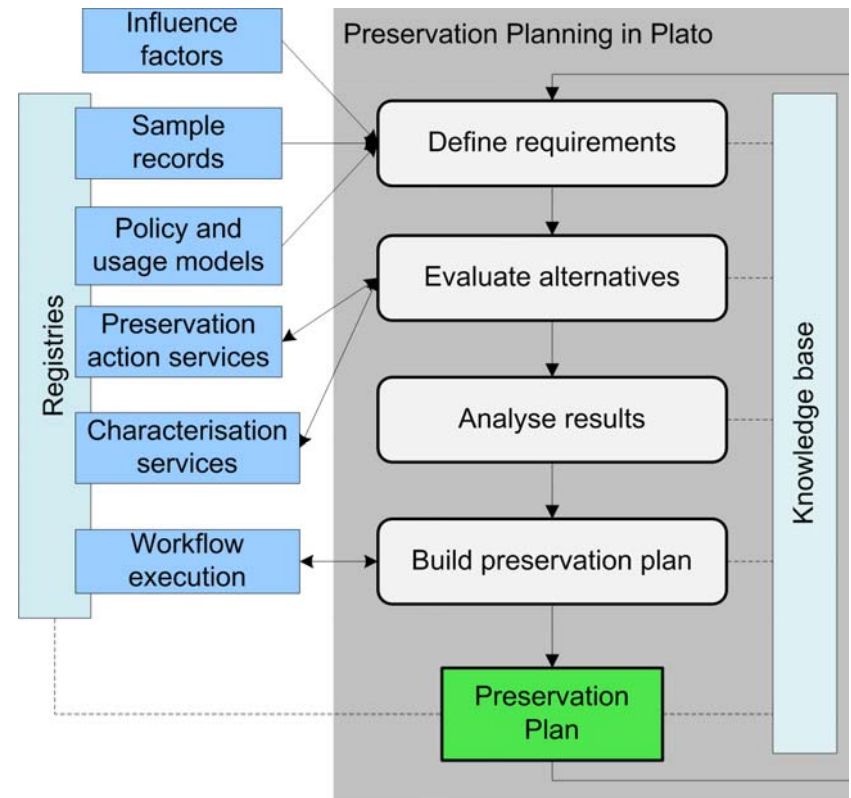 Influence
factors
Preservation Planning in Plato
Sample
records
Define requirements
Policy and
usage models
Evaluate alternatives
Preservation
action services
Registries
Characterisation
services
Analyse results
Knowledge base
Workflow
execution
Build preservation plan
Preservation
Plan